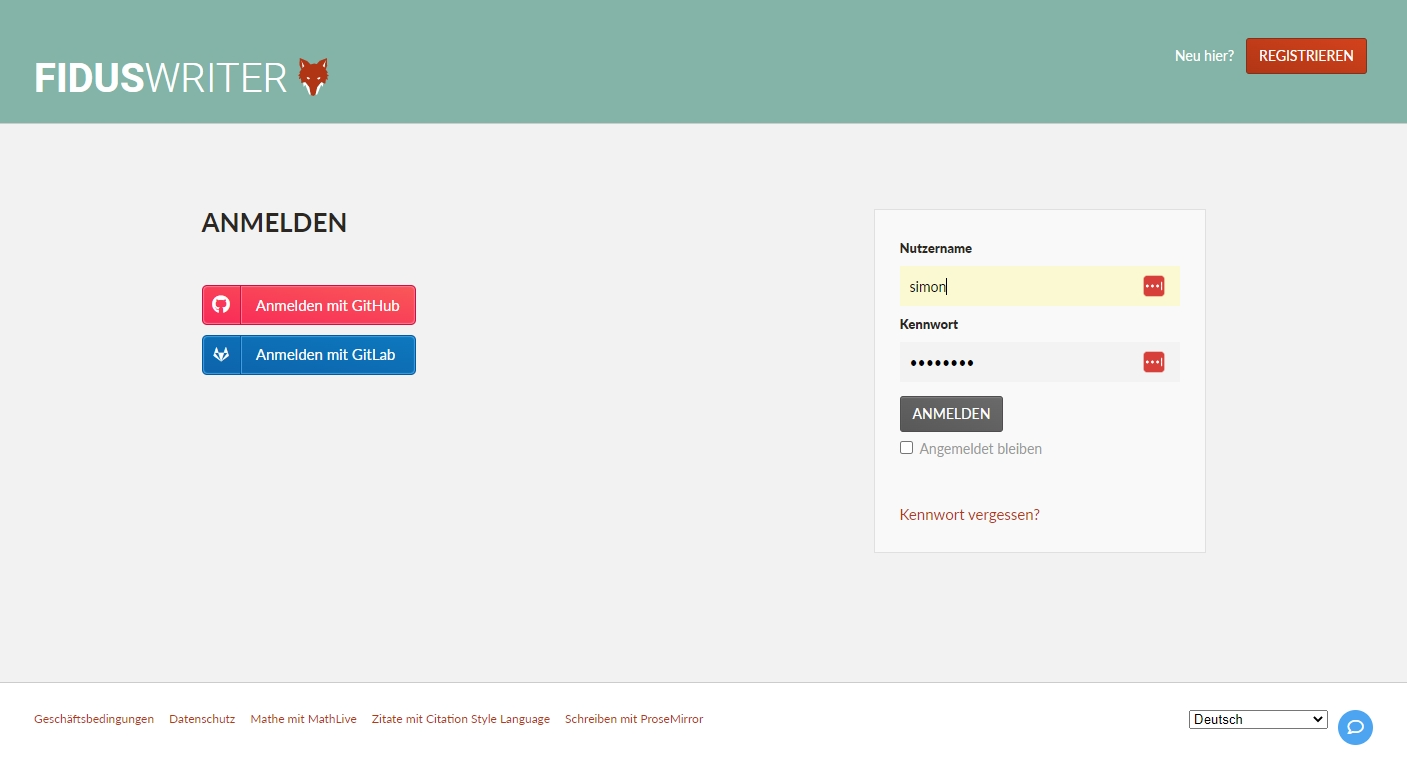 FIDUSWRITER
Neu hier?
REGISTRIEREN
ANMELDEN
Anmelden mit GitHub
Anmelden mit GitLab
Nutzername
simon
Kennwort
••••••••
ANMELDEN
Angemeldet bleiben
Kennwort vergessen?
Geschäftsbedingungen Datenschutz Mathe mit MathLive Zitate mit Citation Style Language Schreiben mit ProseMirror
Deutsch